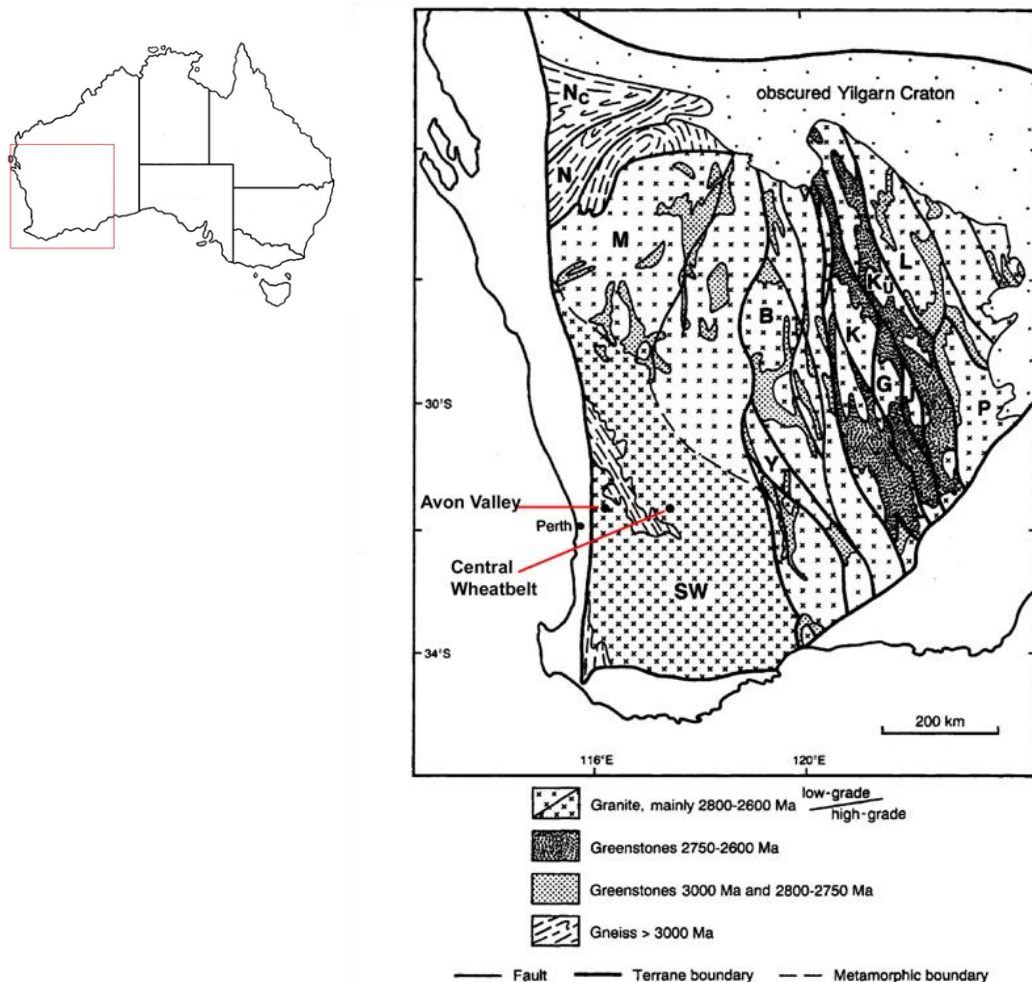 N_C
obscured Yilgarn Craton
N
M
L
K_U
B
K
G
P
30°S
Y
Avon Valley
Perth
Central
Wheatbelt
SW
34°S
200 km
116°E
120°E
Granite, mainly 2800-2600 Ma low-grade
high-grade
Greenstones 2750-2600 Ma
Greenstones 3000 Ma and 2800-2750 Ma
Gneiss > 3000 Ma
Fault Terrane boundary Metamorphic boundary